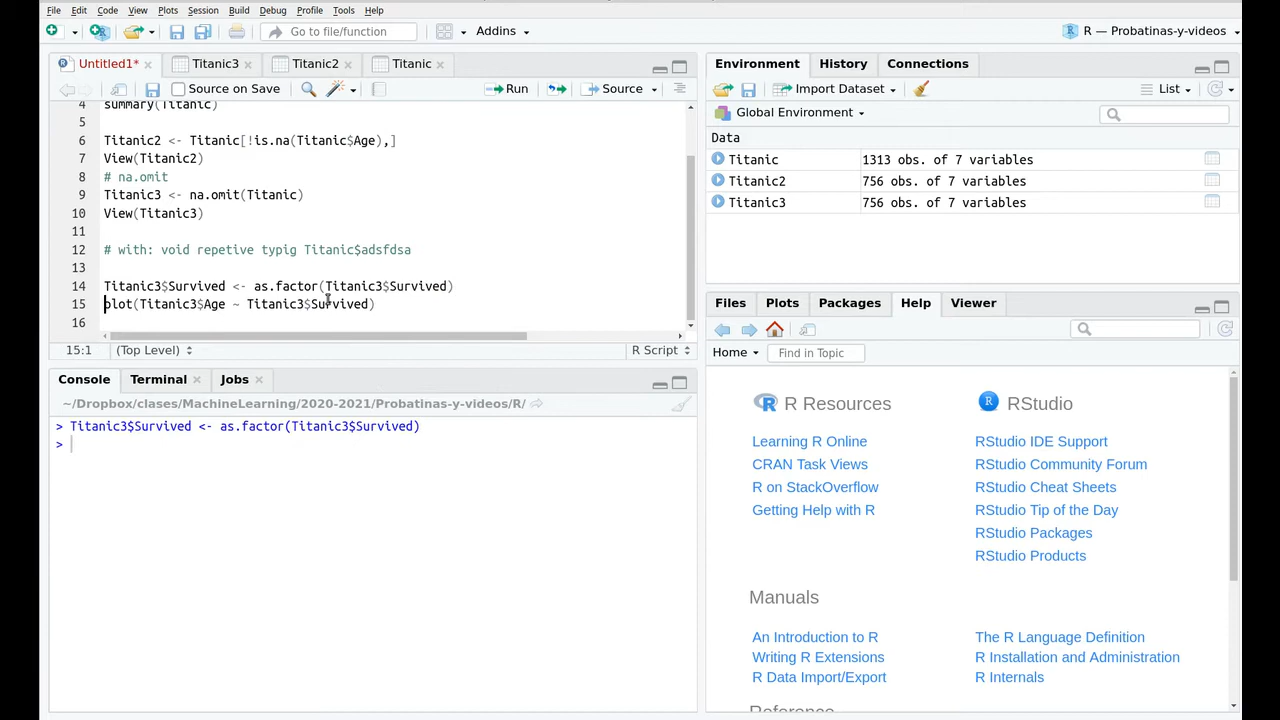 File Edit Code View Plots Session Build Debug Profile Tools Help
Go to file/function Addins R — Probatinas-y-videos
Untitled1* Titanic3 Titanic2 Titanic
Source on Save Run Source
4 summary(Titanic)
5
6 Titanic2 <- Titanic[!is.na(Titanic$Age),]
7 View(Titanic2)
8 # na.omit
9 Titanic3 <- na.omit(Titanic)
10 View(Titanic3)
11
12 # with: void repetive typig Titanic$adsfdsa
13
14 Titanic3$Survived <- as.factor(Titanic3$Survived)
15 plot(Titanic3$Age ~ Titanic3$Survived)
16
15:1 (Top Level) R Script
Console Terminal Jobs
~/Dropbox/clases/MachineLearning/2020-2021/Probatinas-y-videos/R/
> Titanic3$Survived <- as.factor(Titanic3$Survived)
>
Environment History Connections
Import Dataset List
Global Environment
Data
Titanic 1313 obs. of 7 variables
Titanic2 756 obs. of 7 variables
Titanic3 756 obs. of 7 variables
Files Plots Packages Help Viewer
Home Find in Topic
R Resources
Learning R Online
CRAN Task Views
R on StackOverflow
Getting Help with R
RStudio
RStudio IDE Support
RStudio Community Forum
RStudio Cheat Sheets
RStudio Tip of the Day
RStudio Packages
RStudio Products
Manuals
An Introduction to R
Writing R Extensions
R Data Import/Export
The R Language Definition
R Installation and Administration
R Internals
Reference